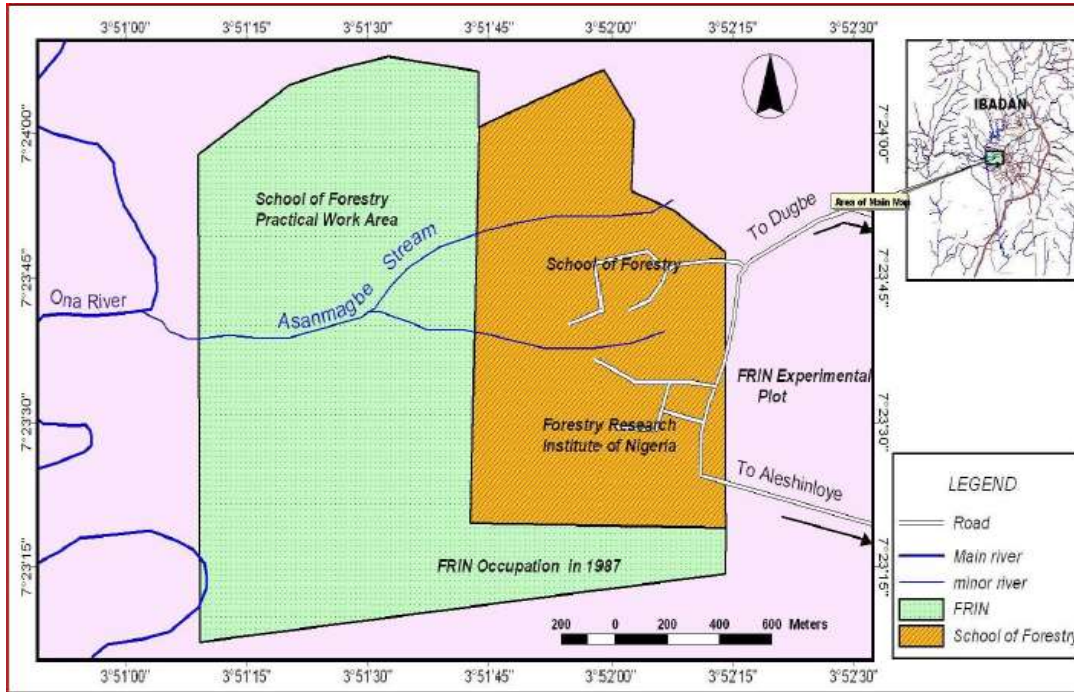 3°51'00" 3°51'15" 3°51'30" 3°51'45" 3°52'00" 3°52'15" 3°52'30"
7°24'00"
7°23'45"
7°23'30"
7°23'15"
School of Forestry
Practical Work Area
Ona River
Asanmagbe Stream
School of Forestry
To Dugbe
FRIN Experimental
Plot
Forestry Research
Institute of Nigeria
To Aleshinloye
FRIN Occupation in 1987
200 0 200 400 600 Meters
7°24'00"
7°23'45"
7°23'30"
7°23'15"
3°51'00" 3°51'15" 3°51'30" 3°51'45" 3°52'00" 3°52'15" 3°52'30"
IBADAN
Area of Main Map
LEGEND
Road
Main river
minor river
FRIN
School of Forestry